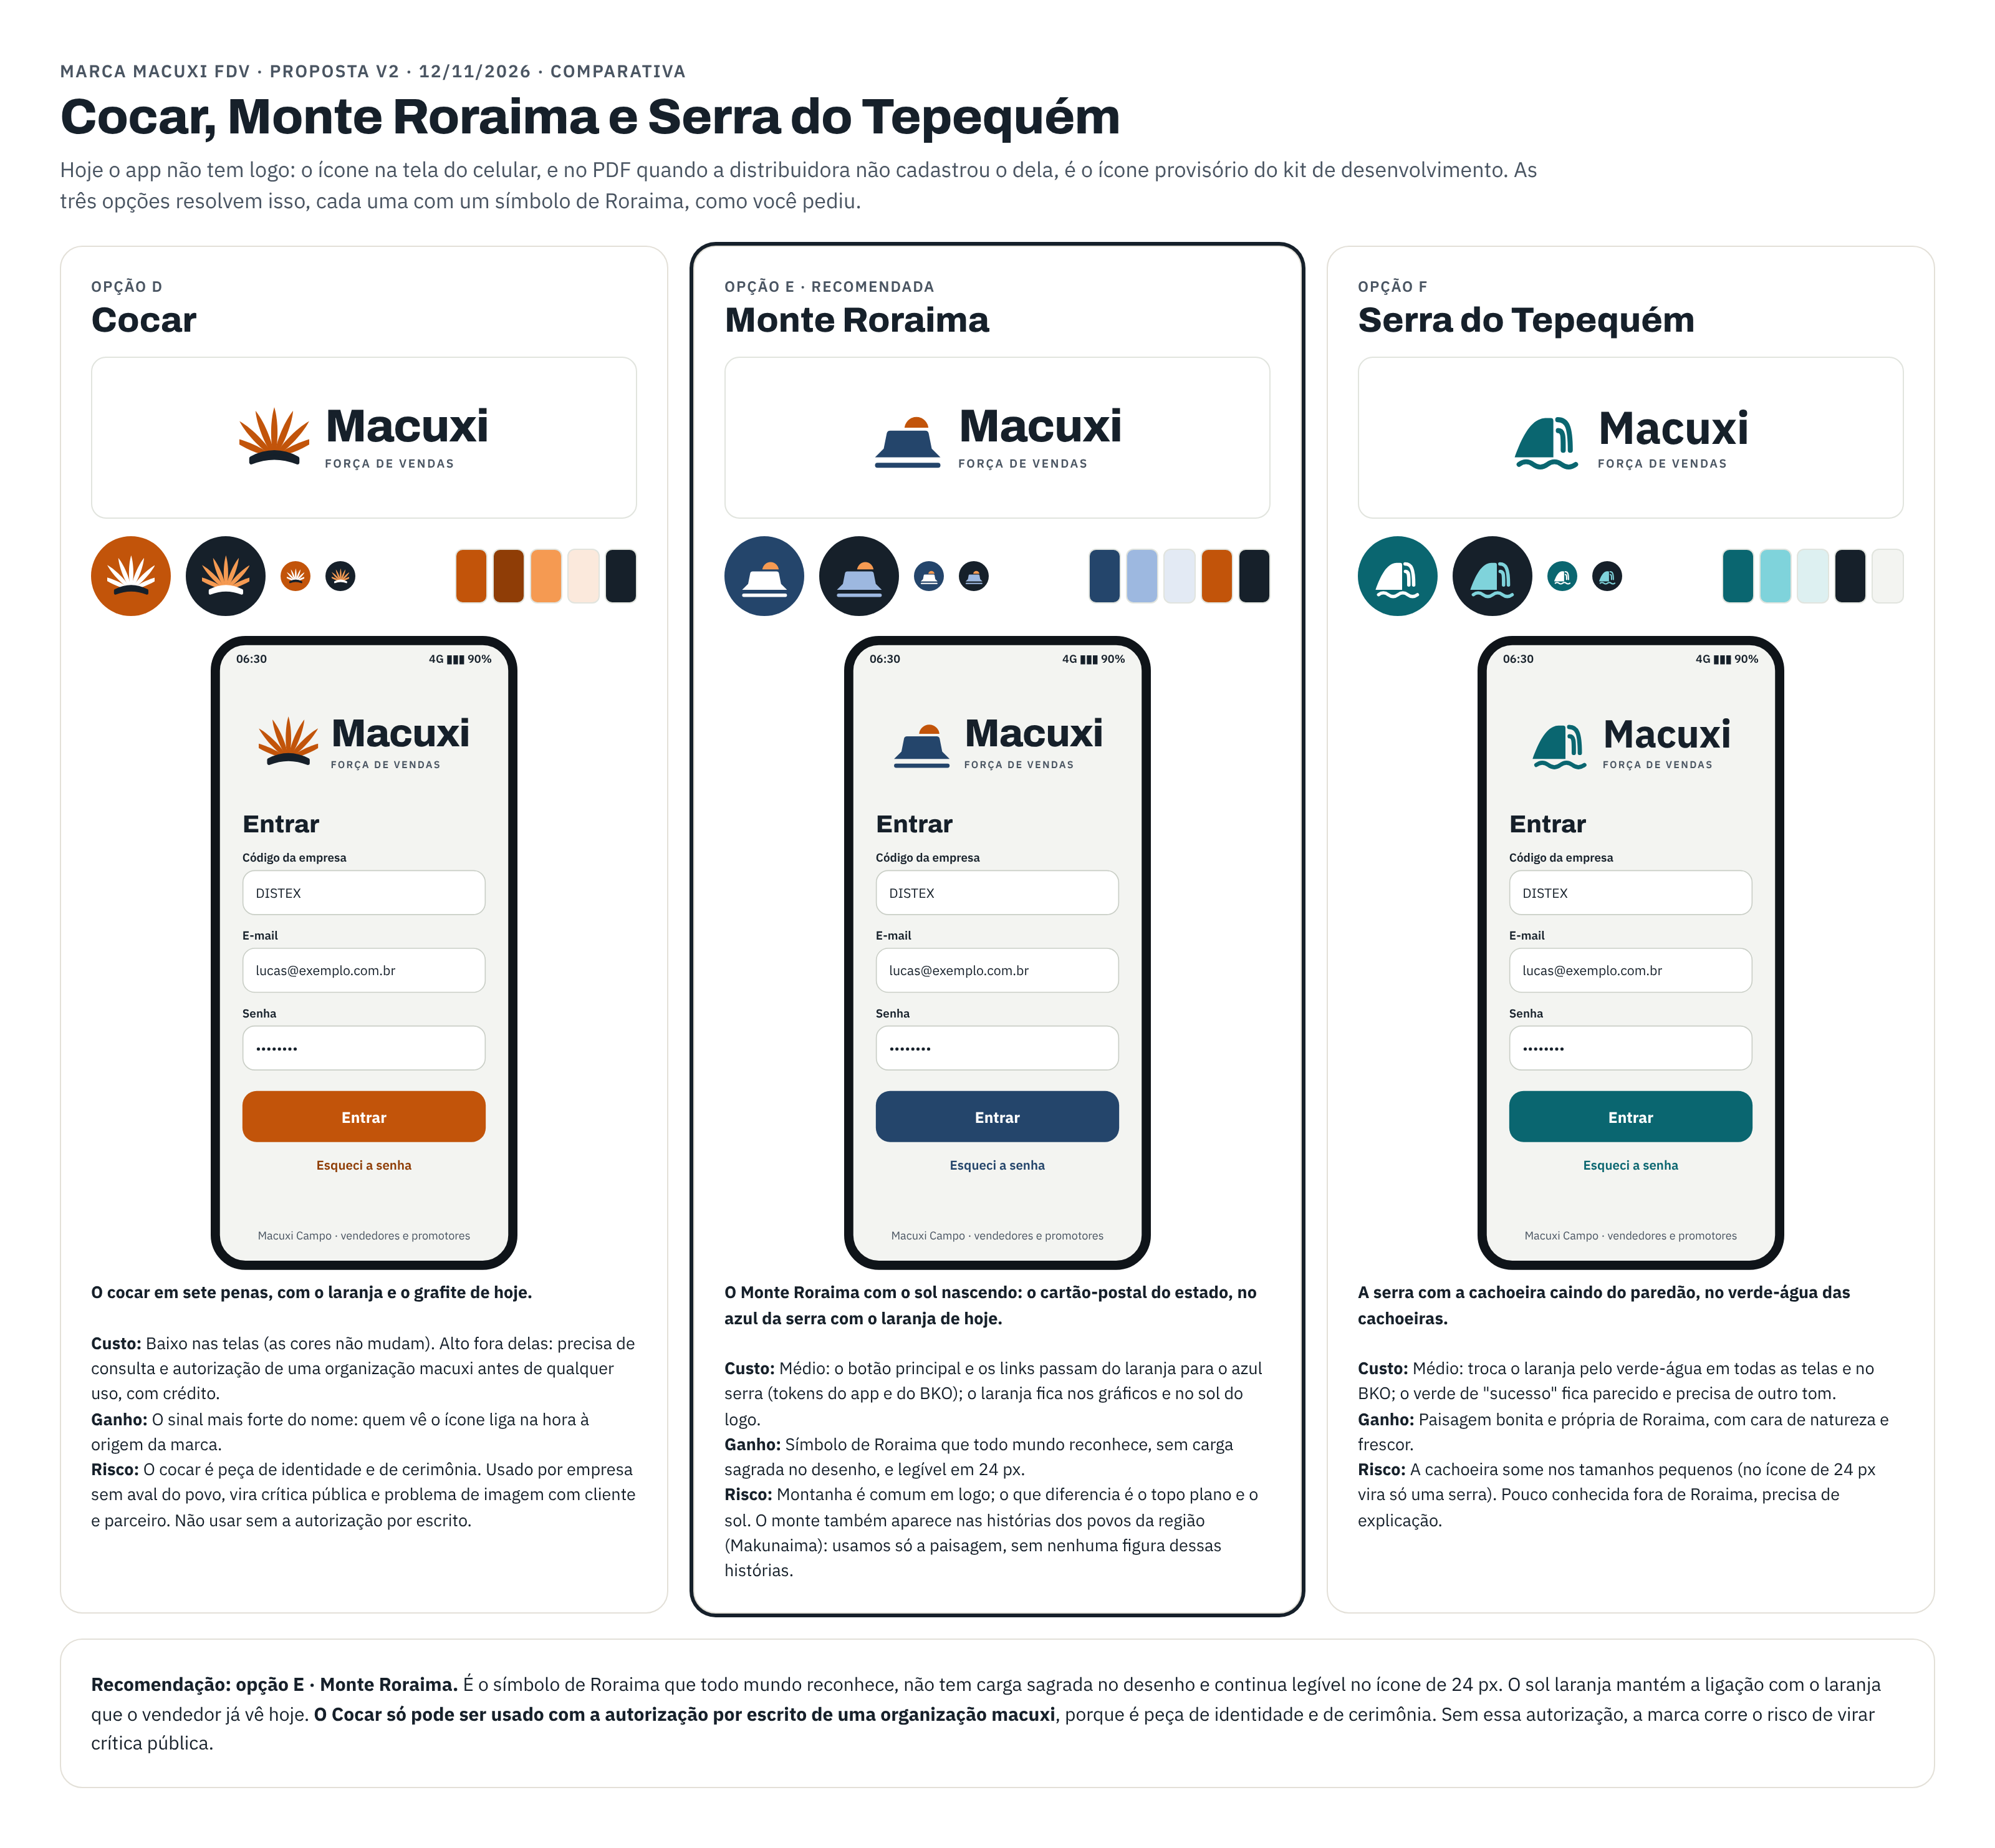 MARCA MACUXI FDV · PROPOSTA V2 · 12/11/2026 · COMPARATIVA
Cocar, Monte Roraima e Serra do Tepequém
Hoje o app não tem logo: o ícone na tela do celular, e no PDF quando a distribuidora não cadastrou o dela, é o ícone provisório do kit de desenvolvimento. As
três opções resolvem isso, cada uma com um símbolo de Roraima, como você pediu.
OPÇÃO D
Cocar
Macuxi
FORÇA DE VENDAS
06:30
4G ▮▮▮ 90%
Macuxi
FORÇA DE VENDAS
Entrar
Código da empresa
DISTEX
E-mail
lucas@exemplo.com.br
Senha
••••••••
Entrar
Esqueci a senha
Macuxi Campo · vendedores e promotores
O cocar em sete penas, com o laranja e o grafite de hoje.
Custo: Baixo nas telas (as cores não mudam). Alto fora delas: precisa de
consulta e autorização de uma organização macuxi antes de qualquer
uso, com crédito.
Ganho: O sinal mais forte do nome: quem vê o ícone liga na hora à
origem da marca.
Risco: O cocar é peça de identidade e de cerimônia. Usado por empresa
sem aval do povo, vira crítica pública e problema de imagem com cliente
e parceiro. Não usar sem a autorização por escrito.
OPÇÃO E · RECOMENDADA
Monte Roraima
Macuxi
FORÇA DE VENDAS
06:30
4G ▮▮▮ 90%
Macuxi
FORÇA DE VENDAS
Entrar
Código da empresa
DISTEX
E-mail
lucas@exemplo.com.br
Senha
••••••••
Entrar
Esqueci a senha
Macuxi Campo · vendedores e promotores
O Monte Roraima com o sol nascendo: o cartão-postal do estado, no
azul da serra com o laranja de hoje.
Custo: Médio: o botão principal e os links passam do laranja para o azul
serra (tokens do app e do BKO); o laranja fica nos gráficos e no sol do
logo.
Ganho: Símbolo de Roraima que todo mundo reconhece, sem carga
sagrada no desenho, e legível em 24 px.
Risco: Montanha é comum em logo; o que diferencia é o topo plano e o
sol. O monte também aparece nas histórias dos povos da região
(Makunaima): usamos só a paisagem, sem nenhuma figura dessas
histórias.
OPÇÃO F
Serra do Tepequém
Macuxi
FORÇA DE VENDAS
06:30
4G ▮▮▮ 90%
Macuxi
FORÇA DE VENDAS
Entrar
Código da empresa
DISTEX
E-mail
lucas@exemplo.com.br
Senha
••••••••
Entrar
Esqueci a senha
Macuxi Campo · vendedores e promotores
A serra com a cachoeira caindo do paredão, no verde-água das
cachoeiras.
Custo: Médio: troca o laranja pelo verde-água em todas as telas e no
BKO; o verde de "sucesso" fica parecido e precisa de outro tom.
Ganho: Paisagem bonita e própria de Roraima, com cara de natureza e
frescor.
Risco: A cachoeira some nos tamanhos pequenos (no ícone de 24 px
vira só uma serra). Pouco conhecida fora de Roraima, precisa de
explicação.
Recomendação: opção E · Monte Roraima. É o símbolo de Roraima que todo mundo reconhece, não tem carga sagrada no desenho e continua legível no ícone de 24 px. O sol laranja mantém a ligação com o laranja
que o vendedor já vê hoje. O Cocar só pode ser usado com a autorização por escrito de uma organização macuxi, porque é peça de identidade e de cerimônia. Sem essa autorização, a marca corre o risco de virar
crítica pública.